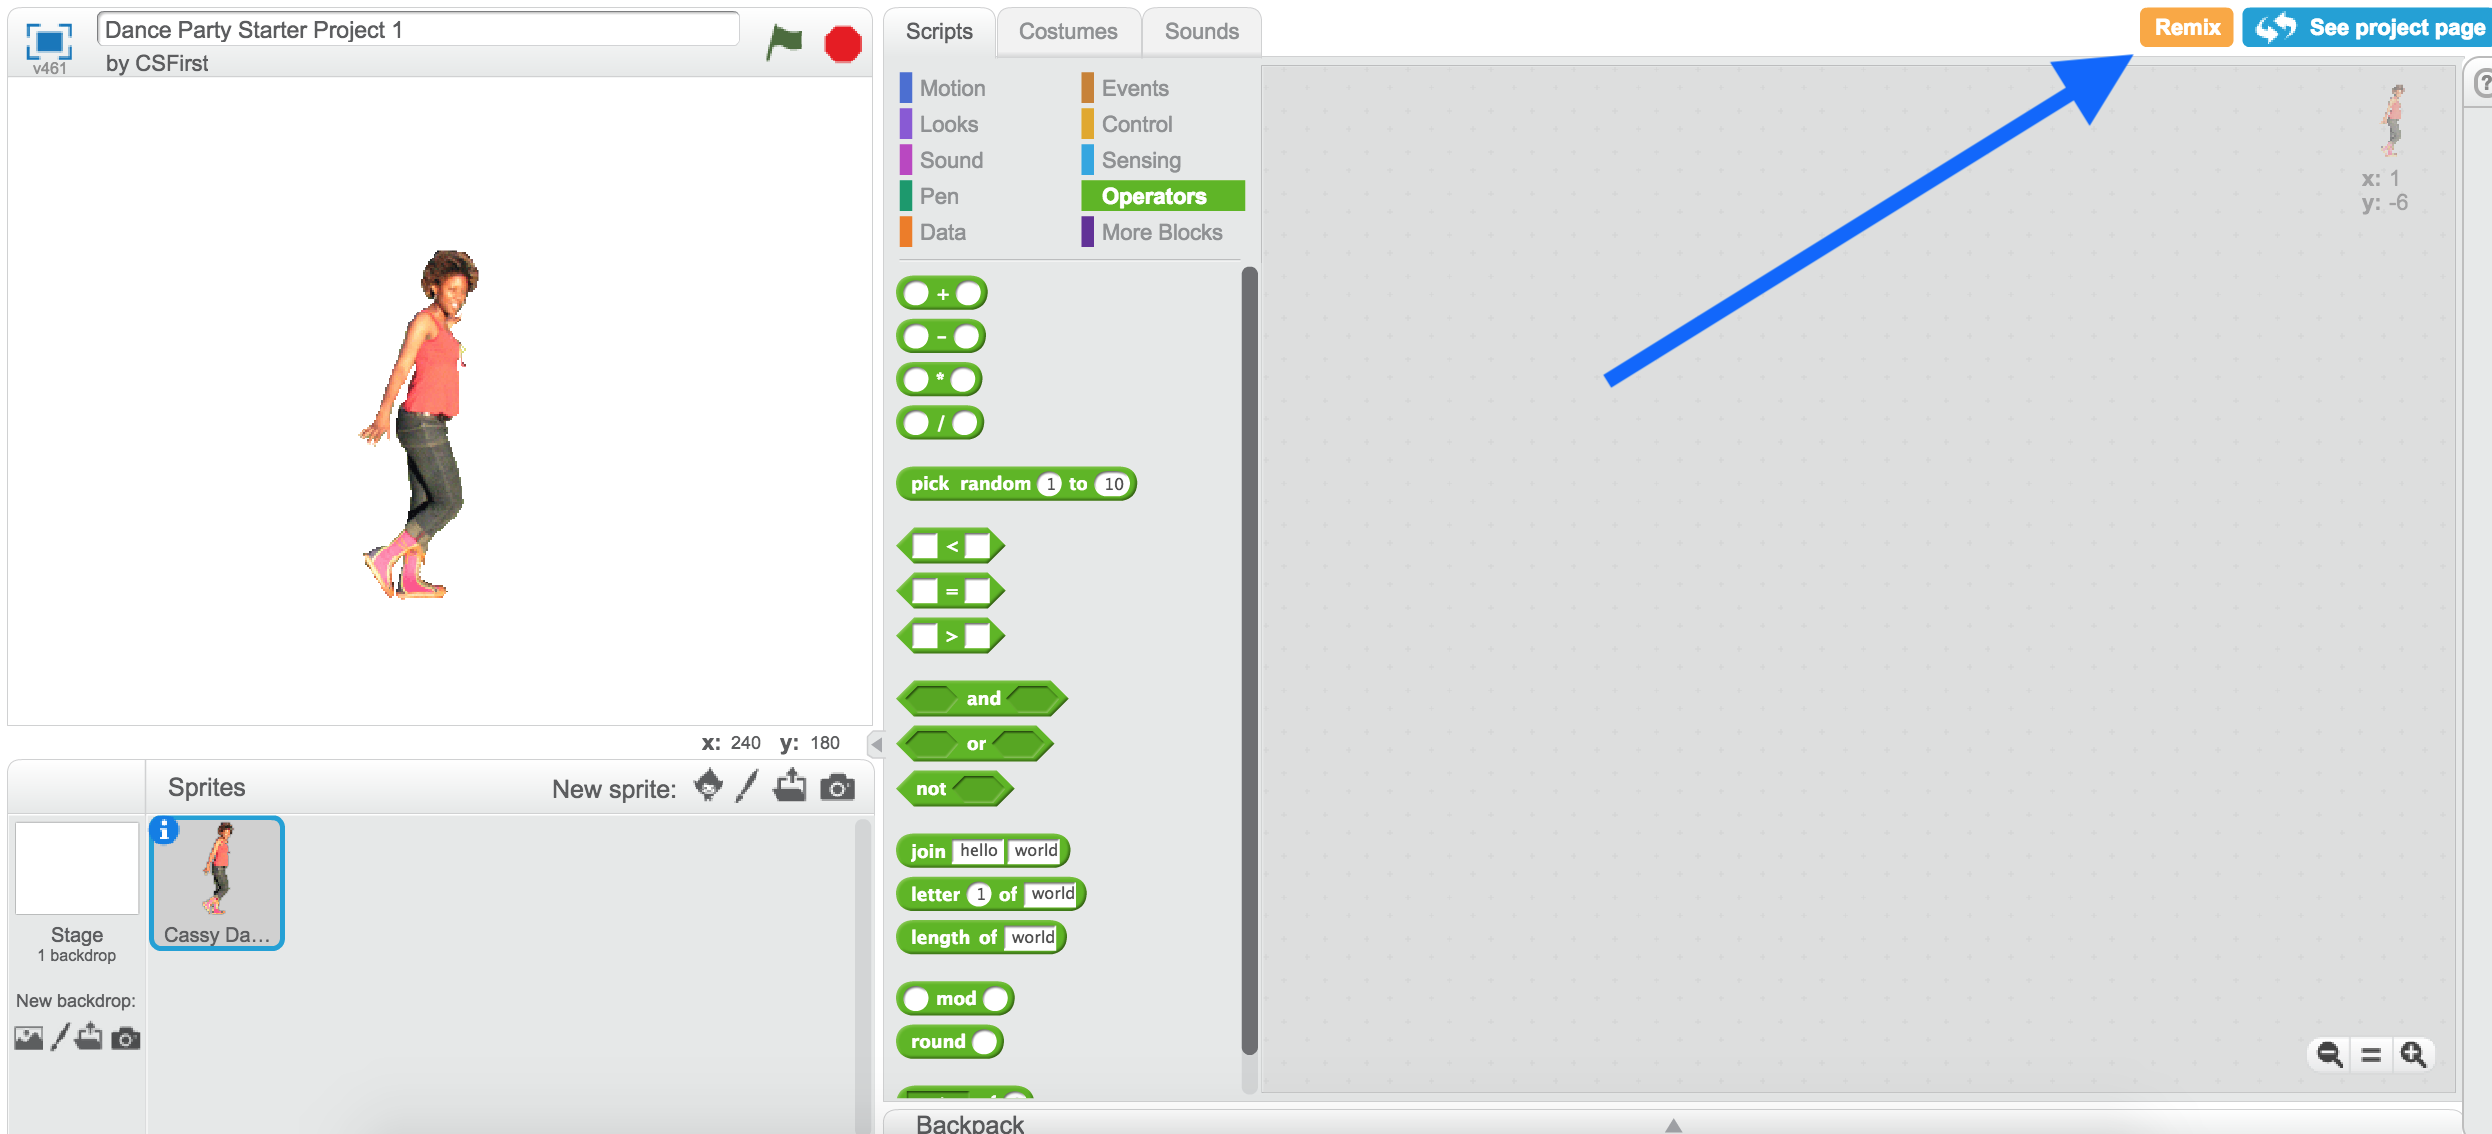 Dance Party Starter Project 1
by CSFirst
v461
Scripts
Costumes
Sounds
Remix
See project page
Motion
Looks
Sound
Pen
Data
Events
Control
Sensing
Operators
More Blocks
+
-
*
/
pick random 1 to 10
<
=
>
and
or
not
join hello world
letter 1 of world
length of world
mod
round
x: 1
y: -6
x: 240 y: 180
Sprites
New sprite:
Stage
1 backdrop
New backdrop:
Cassy Da...
Backpack
?